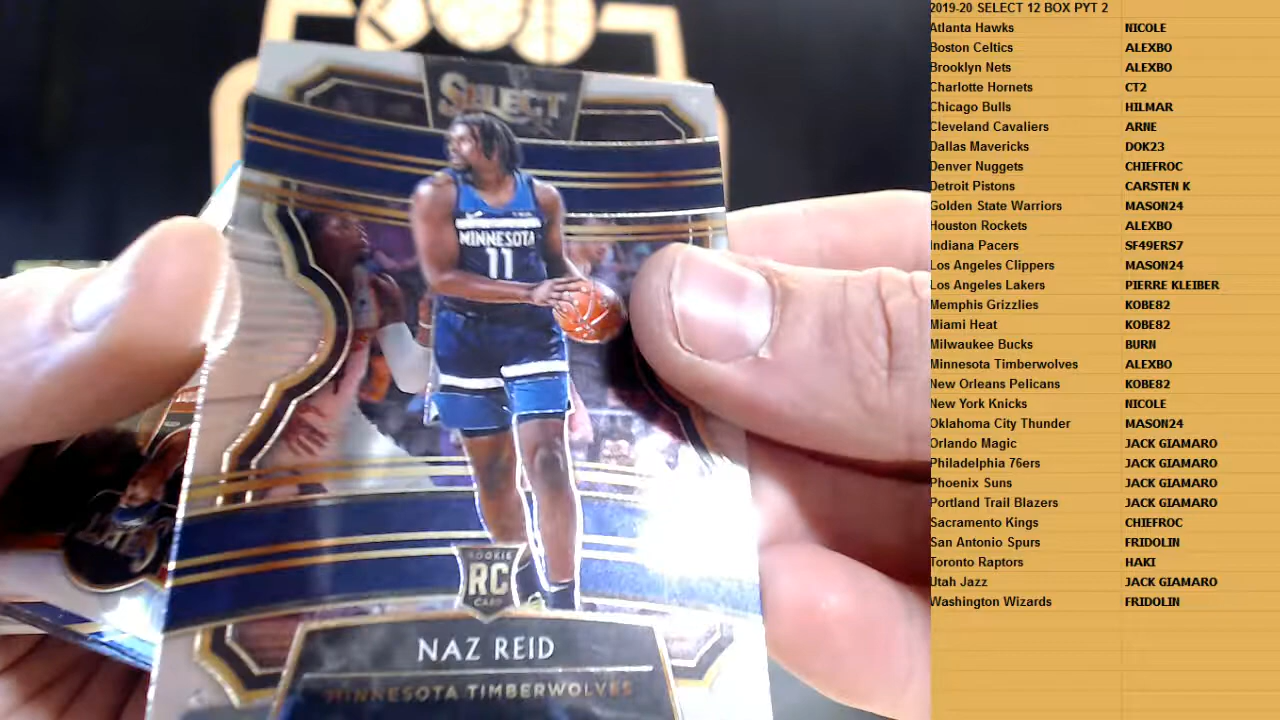 SELECT
MINNESOTA
11
ROOKIE
RC
CARD
NAZ REID
MINNESOTA TIMBERWOLVES
2019-20 SELECT 12 BOX PYT 2
Atlanta Hawks NICOLE
Boston Celtics ALEXBO
Brooklyn Nets ALEXBO
Charlotte Hornets CT2
Chicago Bulls HILMAR
Cleveland Cavaliers ARNE
Dallas Mavericks DOK23
Denver Nuggets CHIEFROC
Detroit Pistons CARSTEN K
Golden State Warriors MASON24
Houston Rockets ALEXBO
Indiana Pacers SF49ERS7
Los Angeles Clippers MASON24
Los Angeles Lakers PIERRE KLEIBER
Memphis Grizzlies KOBE82
Miami Heat KOBE82
Milwaukee Bucks BURN
Minnesota Timberwolves ALEXBO
New Orleans Pelicans KOBE82
New York Knicks NICOLE
Oklahoma City Thunder MASON24
Orlando Magic JACK GIAMARO
Philadelphia 76ers JACK GIAMARO
Phoenix Suns JACK GIAMARO
Portland Trail Blazers JACK GIAMARO
Sacramento Kings CHIEFROC
San Antonio Spurs FRIDOLIN
Toronto Raptors HAKI
Utah Jazz JACK GIAMARO
Washington Wizards FRIDOLIN